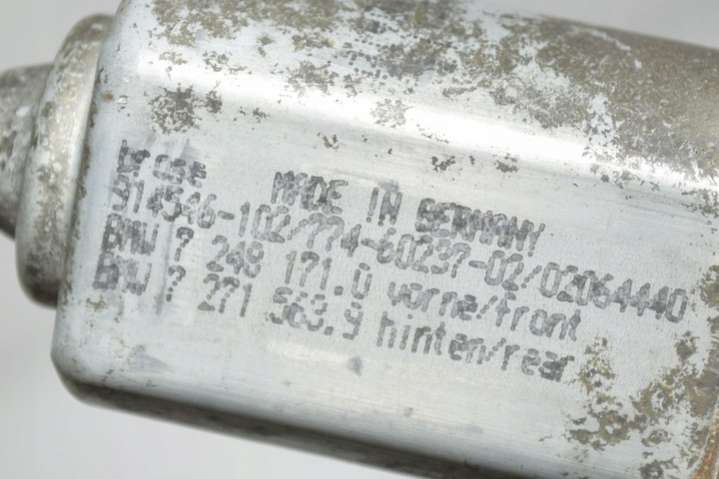 brose MADE IN GERMANY
914546-102/774-60237-02/02064440
BMW 7 248 171.0 vorne/front
BMW 7 271 563.9 hinten/rear